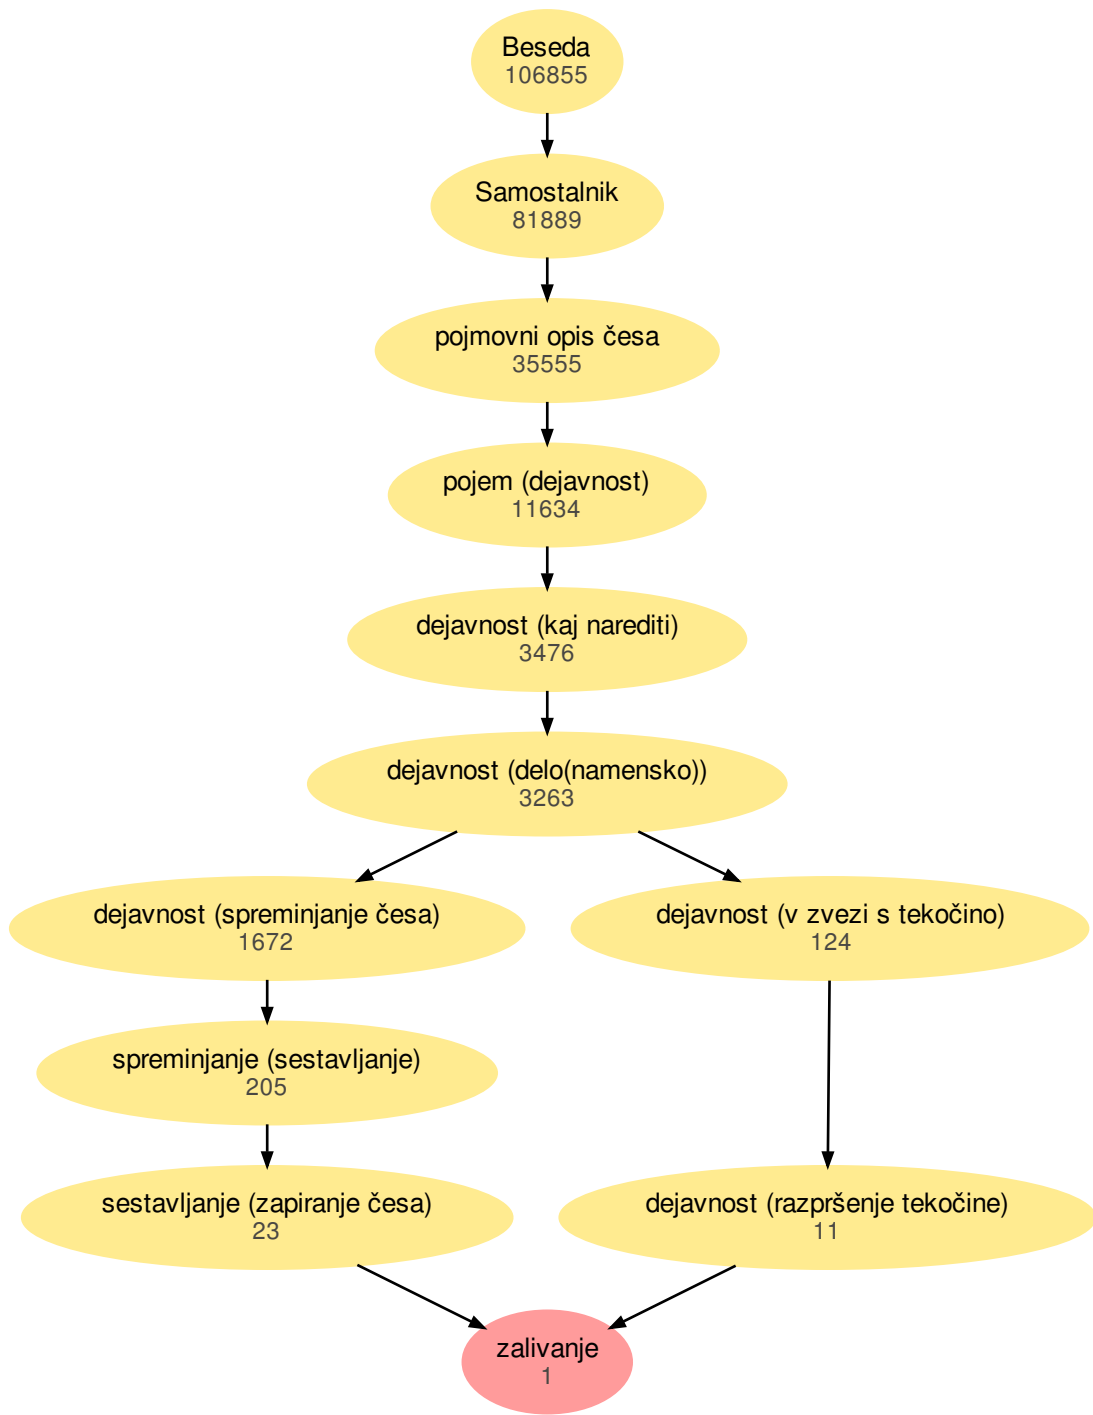 Beseda
106855
Samostalnik
81889
pojmovni opis česa
35555
pojem (dejavnost)
11634
dejavnost (kaj narediti)
3476
dejavnost (delo(namensko))
3263
dejavnost (spreminjanje česa)
1672
dejavnost (v zvezi s tekočino)
124
spreminjanje (sestavljanje)
205
sestavljanje (zapiranje česa)
23
dejavnost (razpršenje tekočine)
11
zalivanje
1